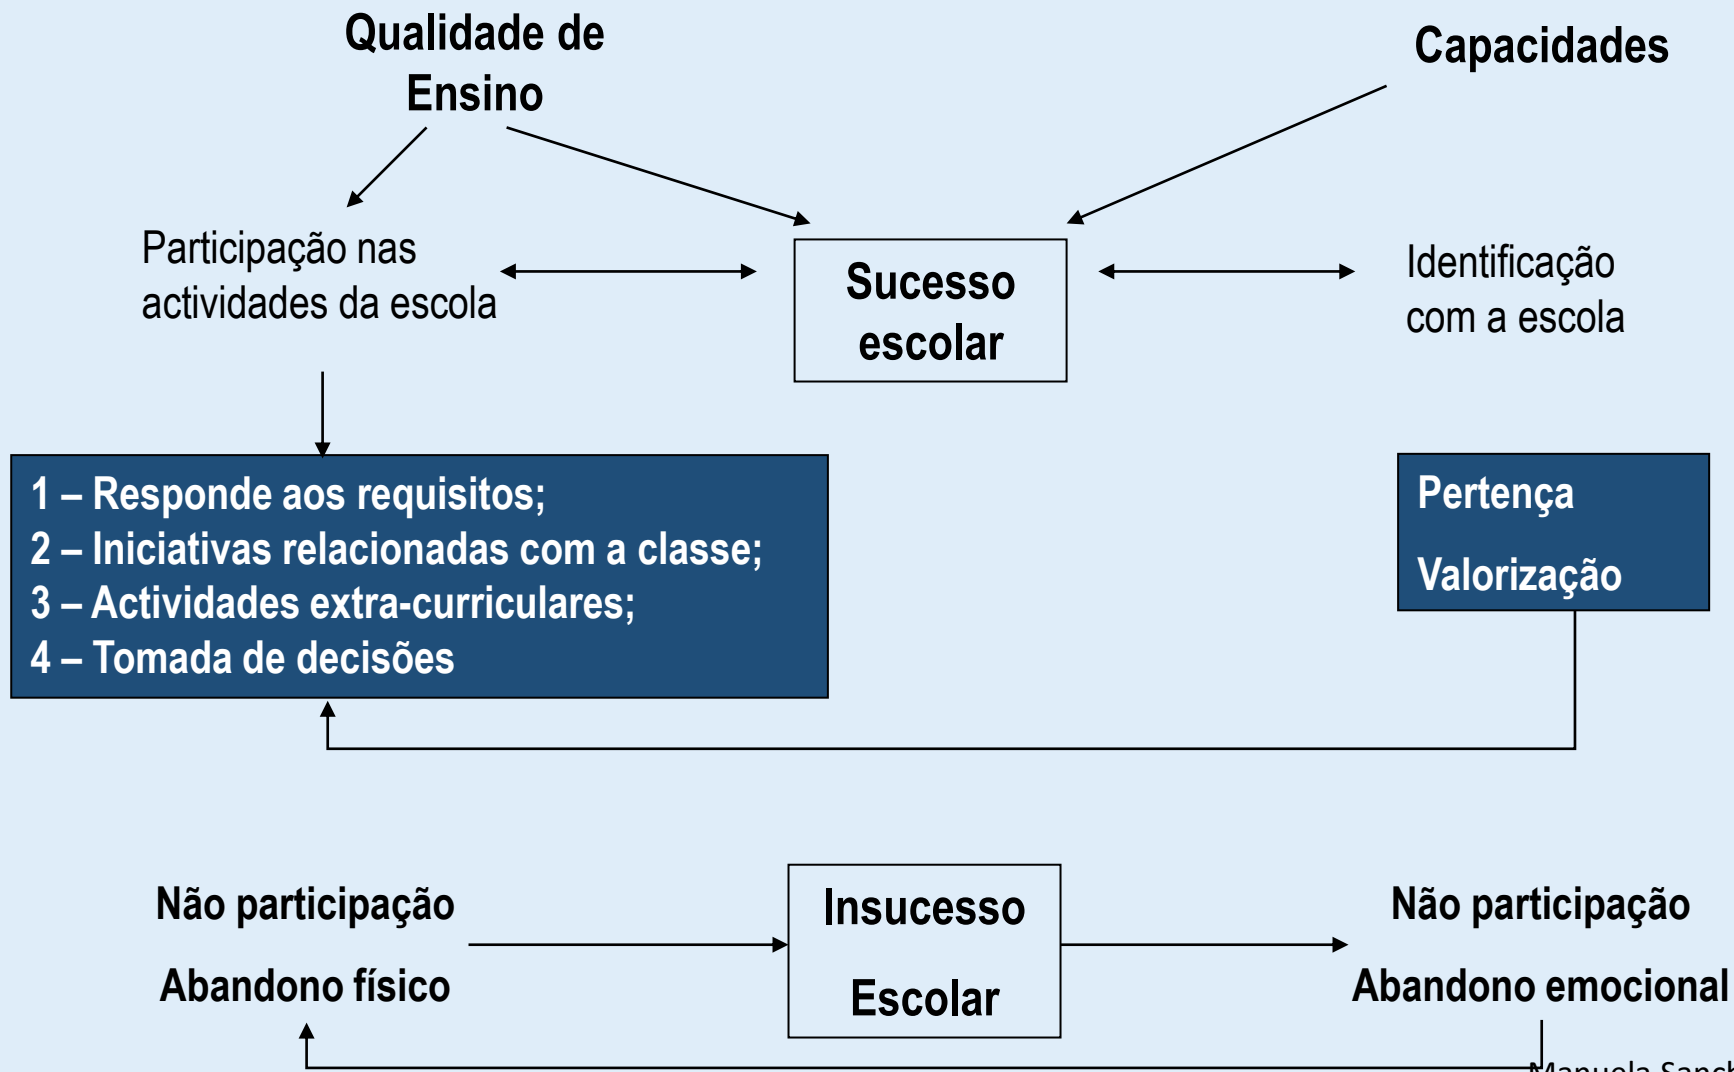 Qualidade de
Ensino
Capacidades
Participação nas
actividades da escola
Sucesso
escolar
Identificação
com a escola
1 – Responde aos requisitos;
2 – Iniciativas relacionadas com a classe;
3 – Actividades extra-curriculares;
4 – Tomada de decisões
Pertença
Valorização
Não participação
Abandono físico
Insucesso
Escolar
Não participação
Abandono emocional
Manuela